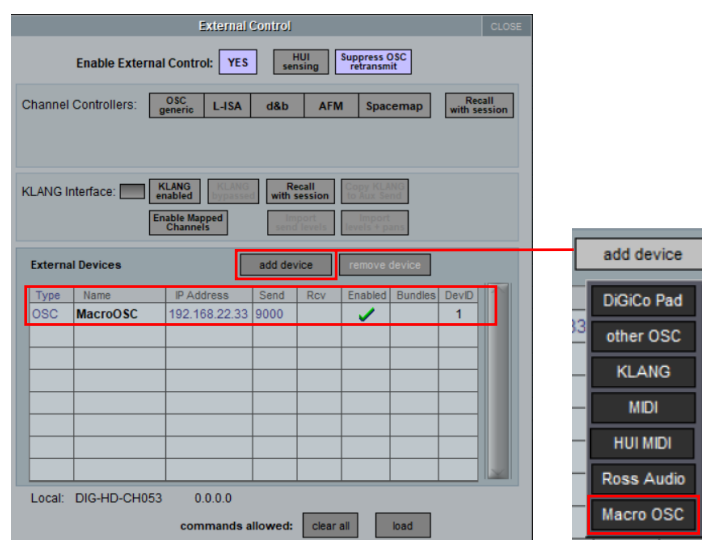 External Control
CLOSE
Enable External Control: YES
HUI
sensing
Suppress OSC
retransmit
Channel Controllers:
OSC
generic
L-ISA
d&b
AFM
Spacemap
Recall
with session
KLANG Interface:
KLANG
enabled
KLANG
bypassed
Recall
with session
Copy KLANG
to Aux Send
Enable Mapped
Channels
Import
send levels
Import
levels + pans
External Devices
add device
remove device
Type Name IP Address Send Rcv Enabled Bundles DevID
OSC MacroOSC 192.168.22.33 9000 1
Local: DIG-HD-CH053 0.0.0.0
commands allowed: clear all load
add device
DiGiCo Pad
33
other OSC
KLANG
MIDI
HUI MIDI
Ross Audio
Macro OSC